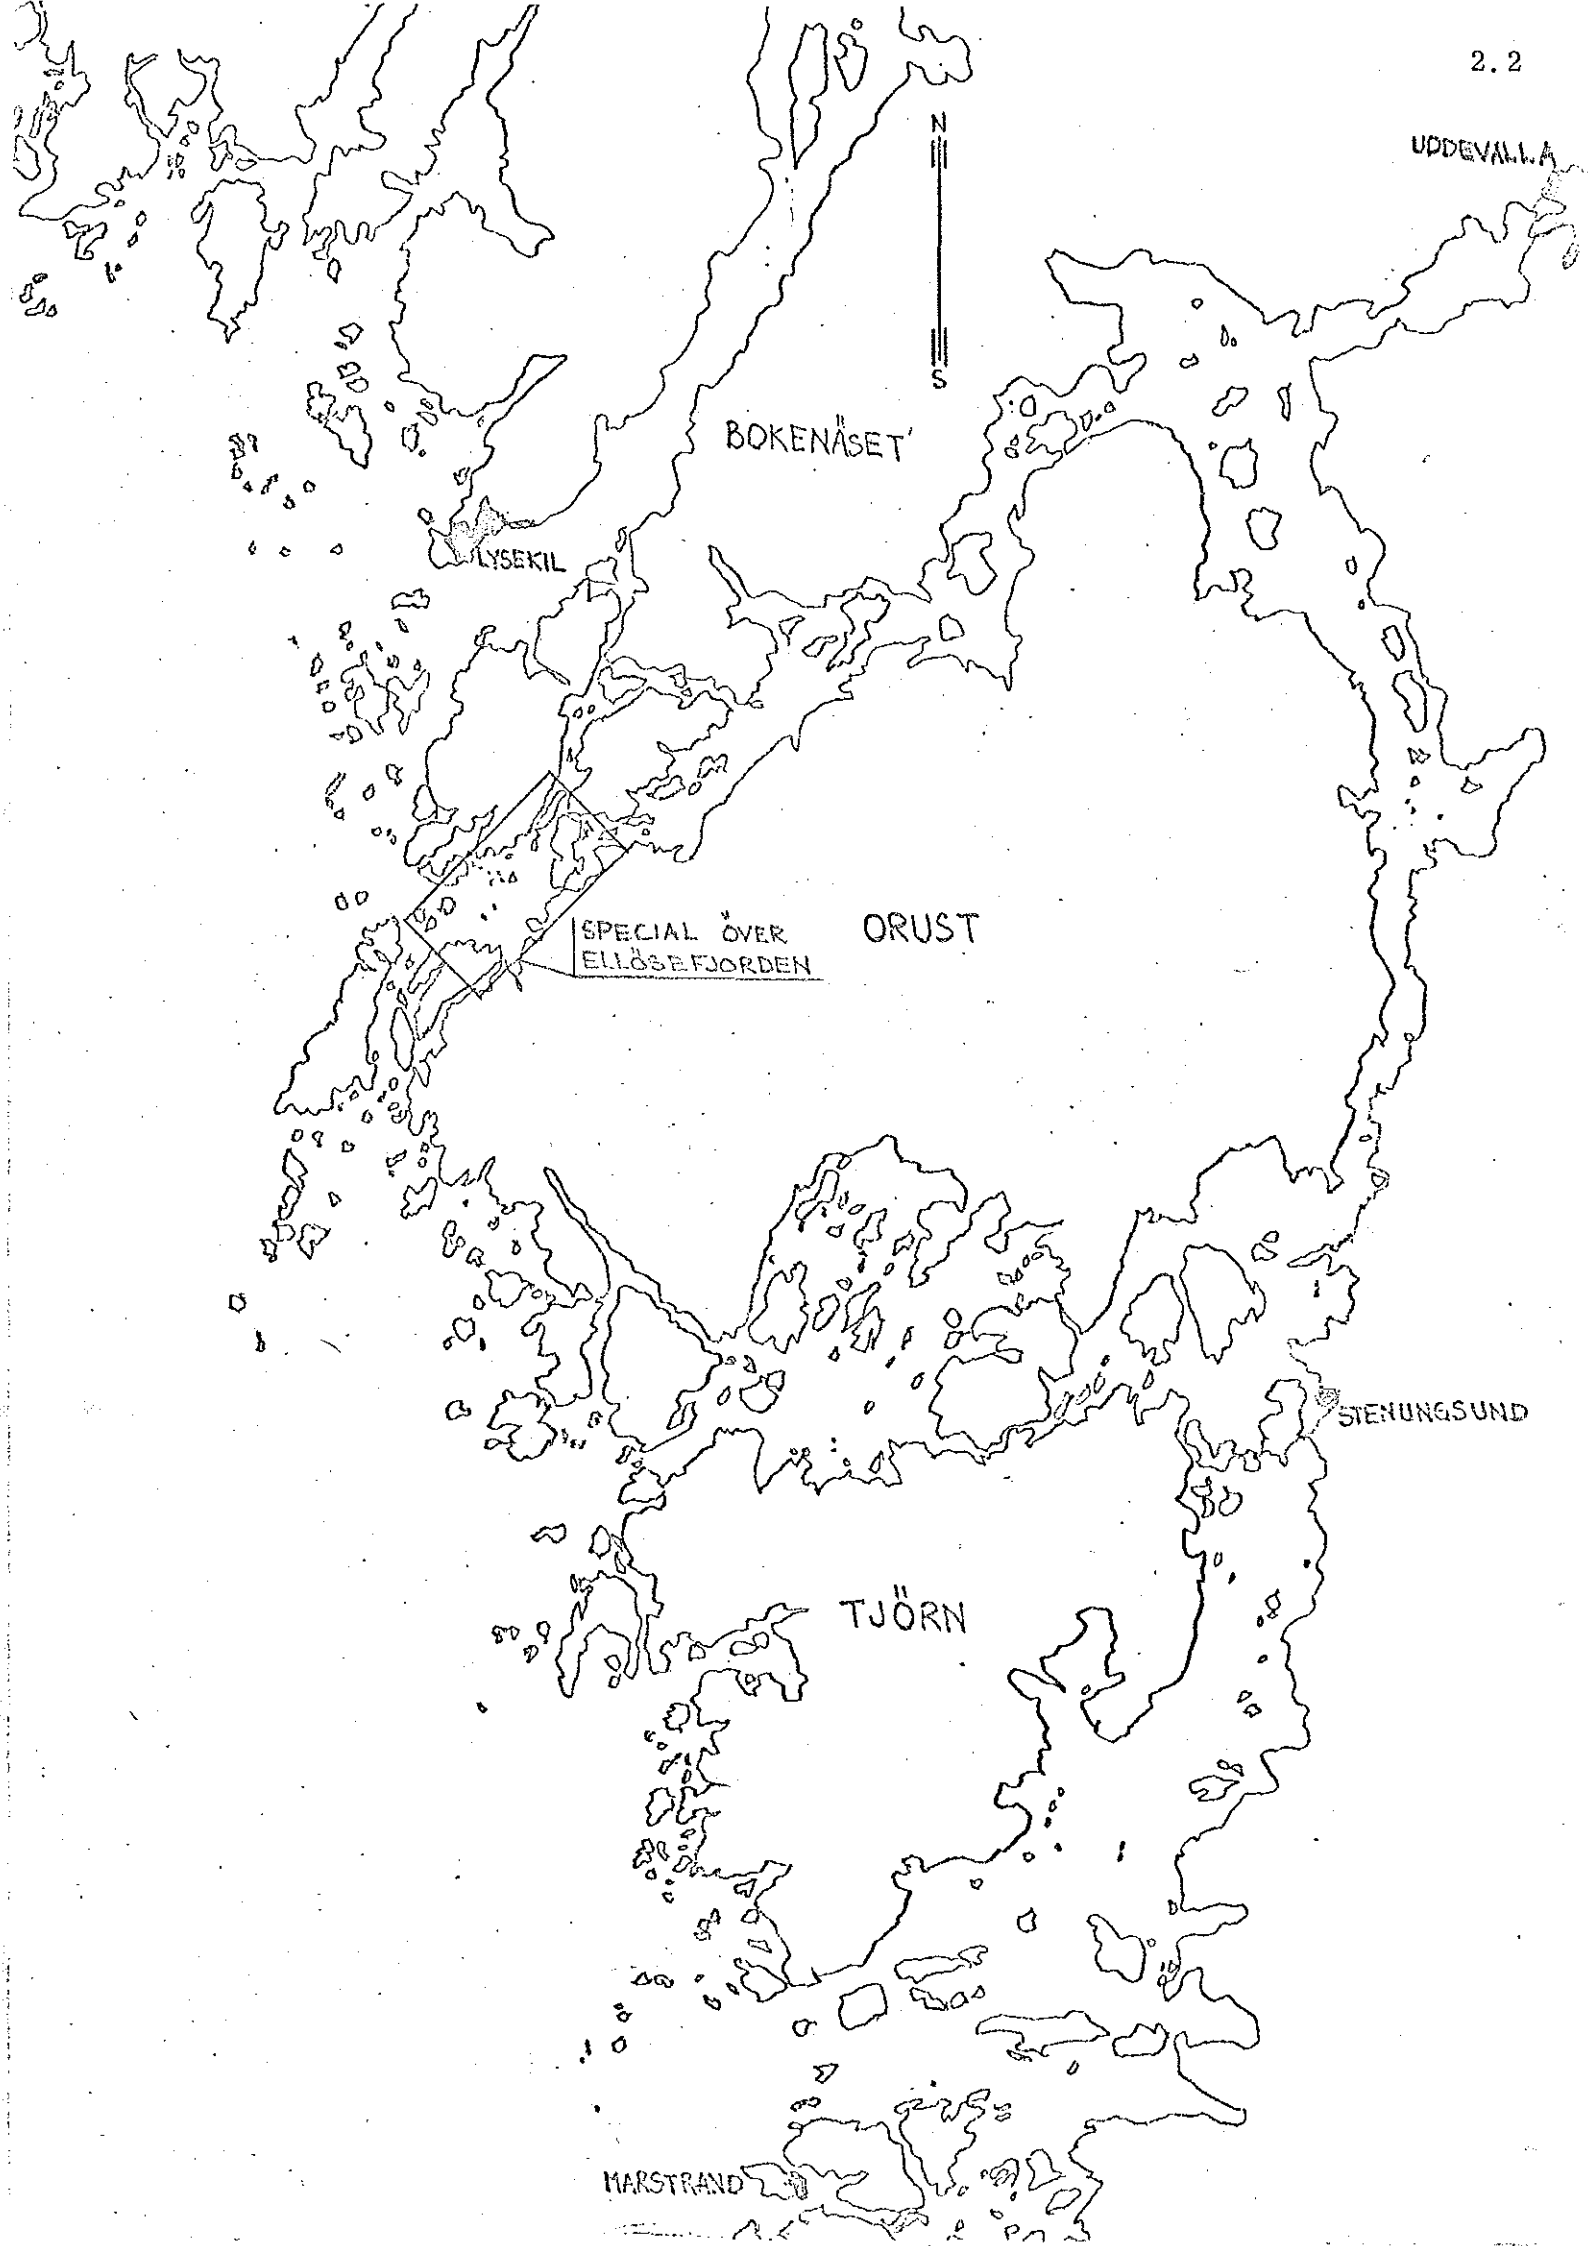 2.2
UDDEVALLA
N
S
BOKENÄSET
LYSEKIL
SPECIAL ÖVER
ELLÖSEFJORDEN
ORUST
STENUNGSUND
TJÖRN
MARSTRAND